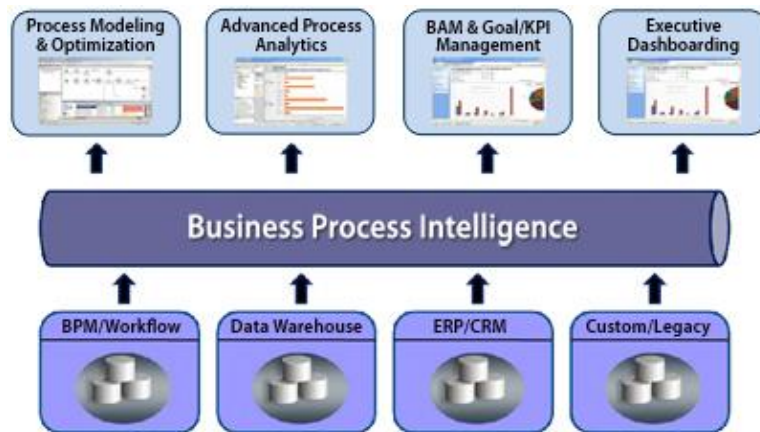 Process Modeling
& Optimization
Advanced Process
Analytics
BAM & Goal/KPI
Management
Executive
Dashboarding
Business Process Intelligence
BPM/Workflow
Data Warehouse
ERP/CRM
Custom/Legacy